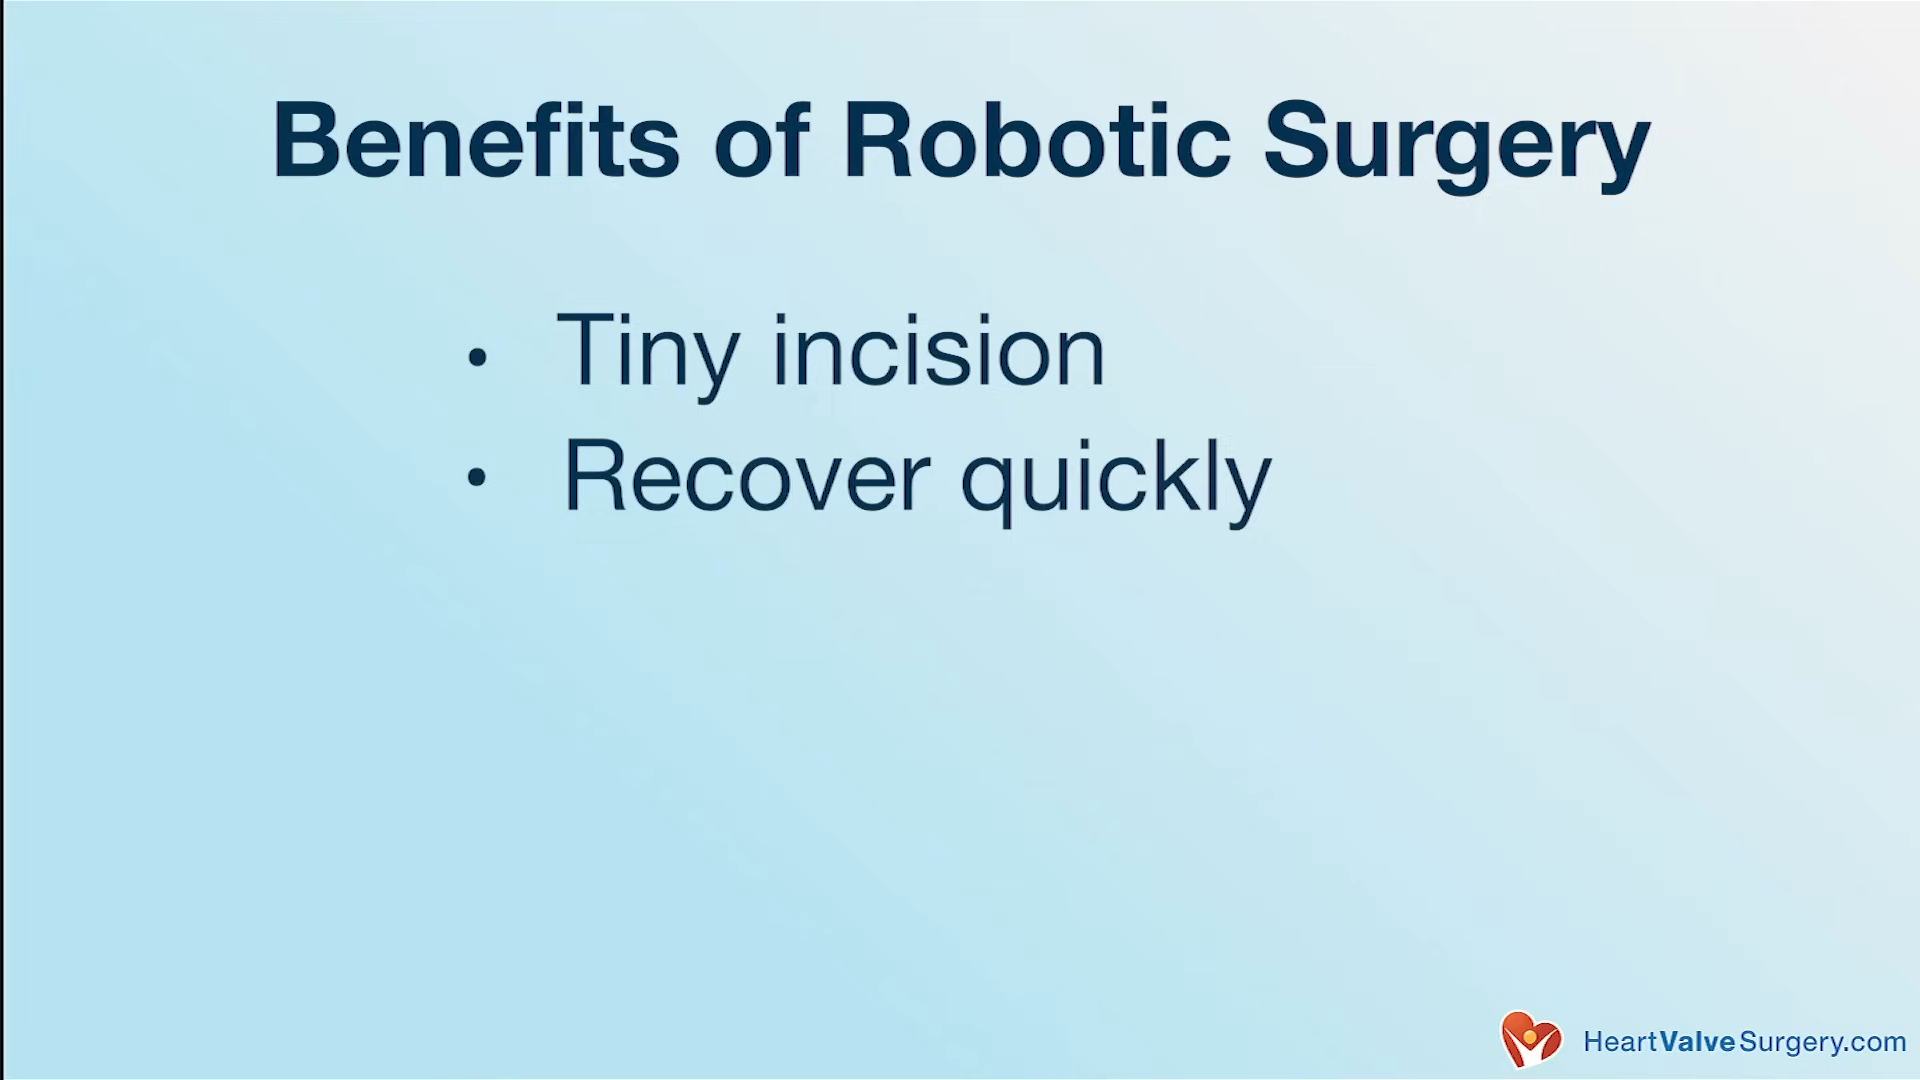 Benefits of Robotic Surgery
• Tiny incision
• Recover quickly
HeartValveSurgery.com